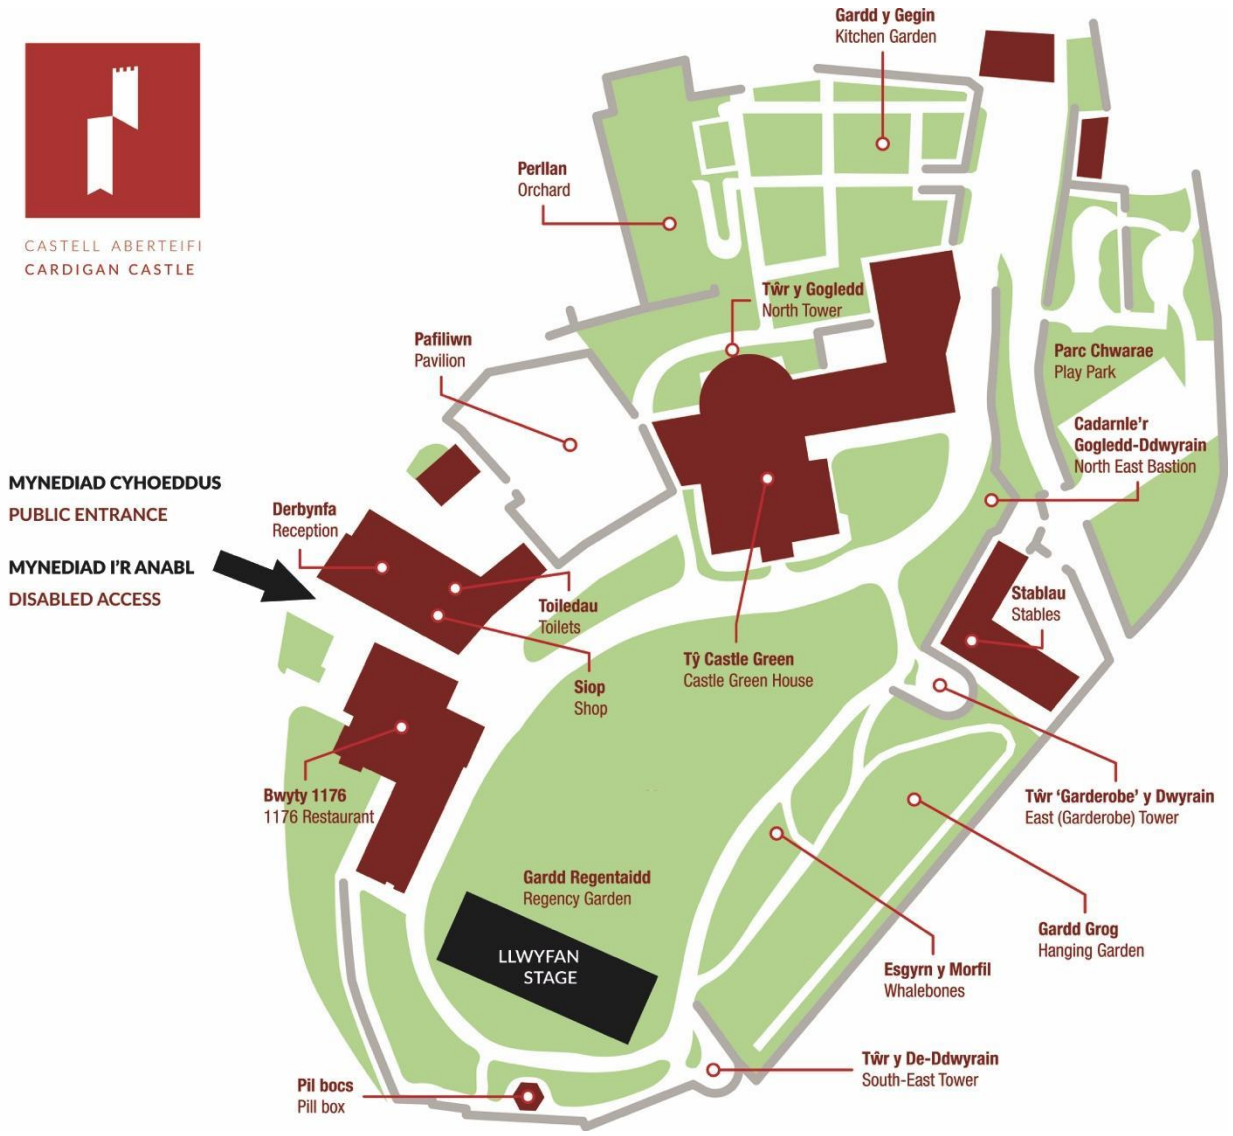 Gardd y Gegin
Kitchen Garden
CASTELL ABERTEIFI
CARDIGAN CASTLE
Perllan
Orchard
Tŵr y Gogledd
North Tower
Pafiliwn
Pavilion
Parc Chwarae
Play Park
Cadarnle'r
Gogledd-Ddwyrain
North East Bastion
MYNEDIAD CYHOEDDUS
PUBLIC ENTRANCE
MYNEDIAD I'R ANABL
DISABLED ACCESS
Derbynfa
Reception
Toiledau
Toilets
Siop
Shop
Tŷ Castle Green
Castle Green House
Stablau
Stables
Bwyty 1176
1176 Restaurant
Tŵr ‘Garderobe’ y Dwyrain
East (Garderobe) Tower
Gardd Regentaidd
Regency Garden
LLWYFAN
STAGE
Gardd Grog
Hanging Garden
Esgyrn y Morfil
Whalebones
Tŵr y De-Ddwyrain
South-East Tower
Pil bocs
Pill box